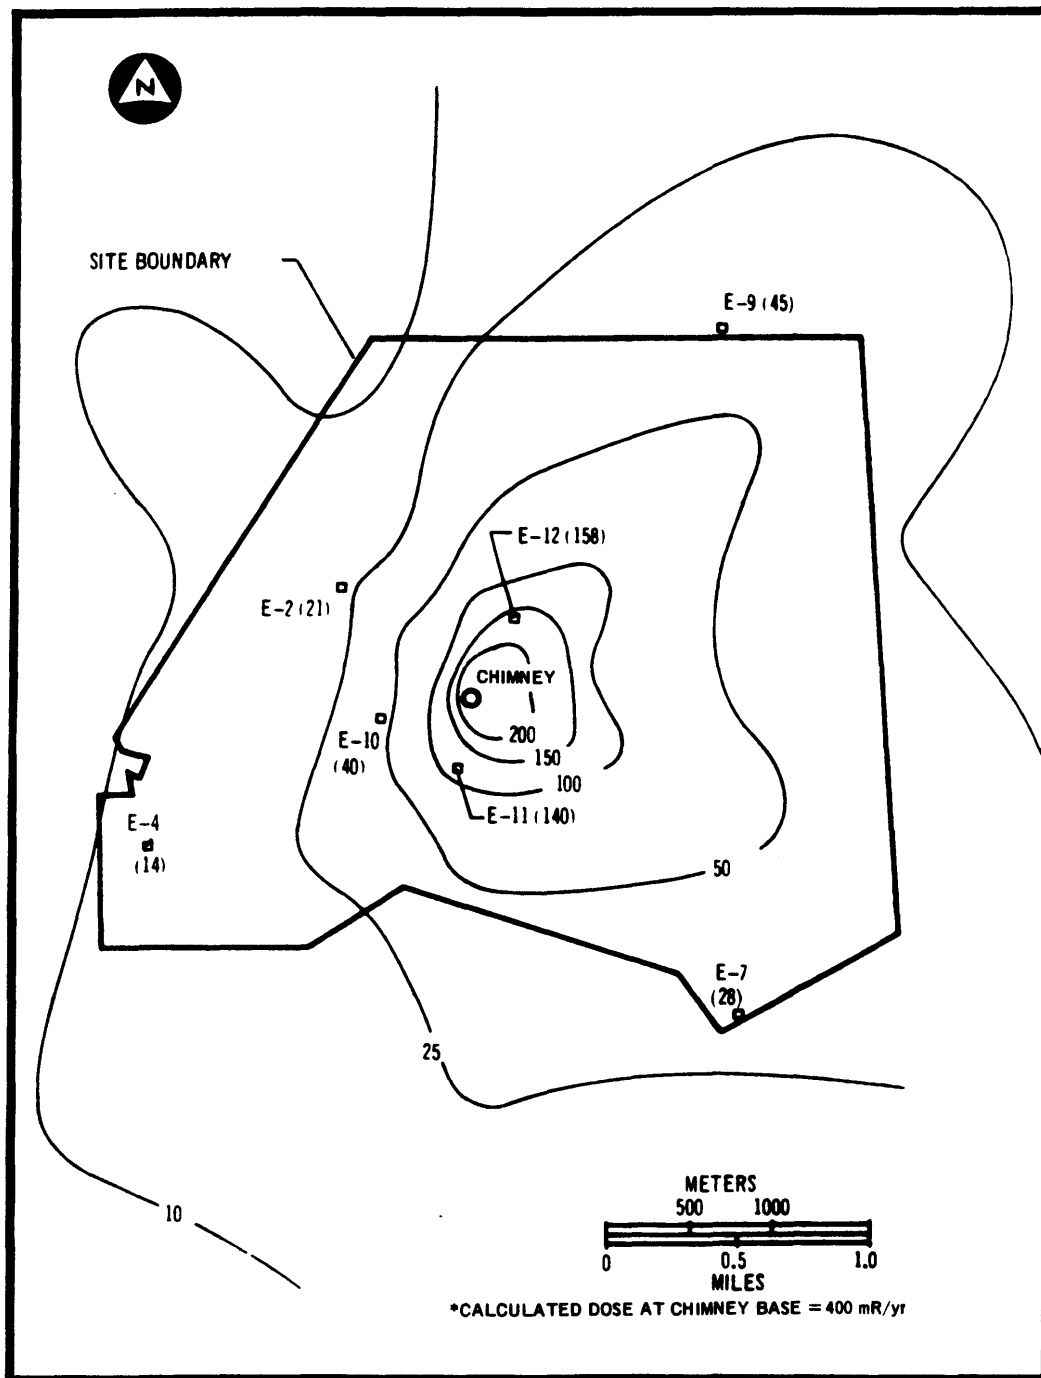 N
SITE BOUNDARY
E-9 (45)
E-12 (158)
E-2 (21)
CHIMNEY
E-10
(40)
200
150
100
E-11 (140)
E-4
(14)
50
E-7
(28)
25
10
METERS
500 1000
0 0.5 1.0
MILES
*CALCULATED DOSE AT CHIMNEY BASE = 400 mR/yr